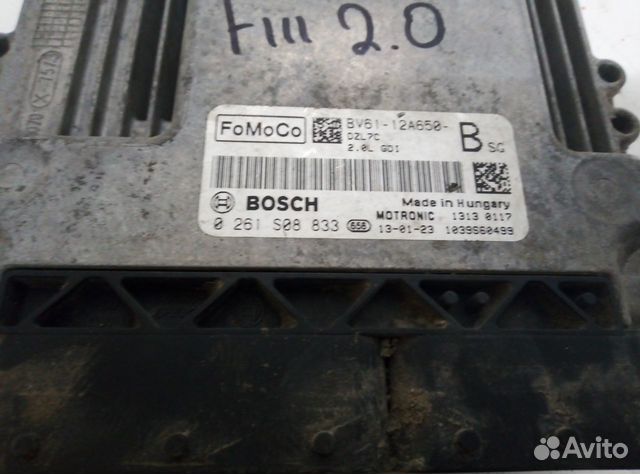 FIII 2.0
FoMoCo
BV61-12A650-
B SC
DZL7C
2.0L GDI
BOSCH
Made in Hungary
MOTRONIC 1313 0117
0 261 S08 833 656 13-01-23 1039S60499
Avito